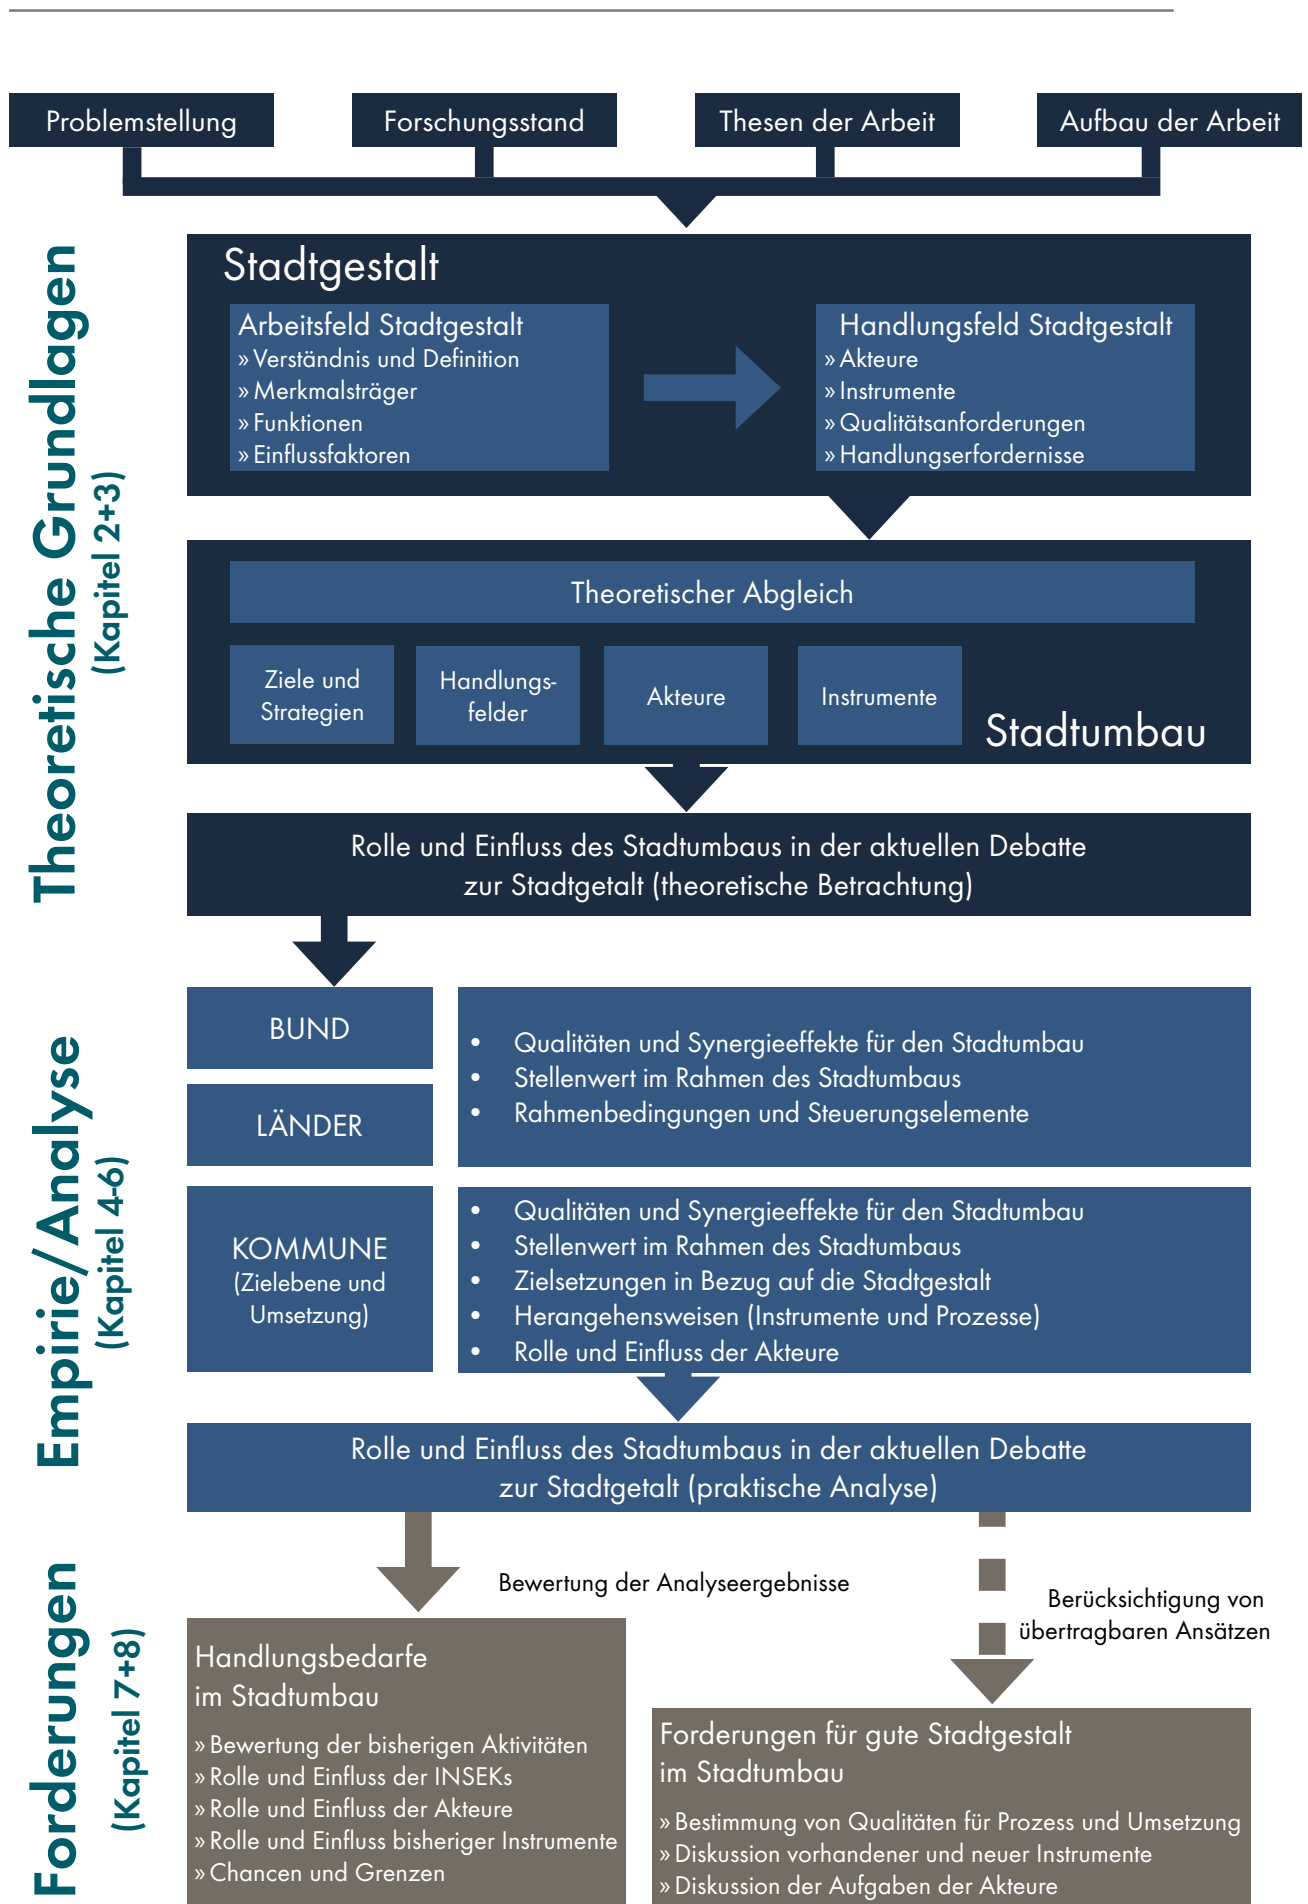 Problemstellung
Forschungsstand
Thesen der Arbeit
Aufbau der Arbeit
Theoretische Grundlagen
(Kapitel 2+3)
Stadtgestalt
Arbeitsfeld Stadtgestalt
» Verständnis und Definition
» Merkmalsträger
» Funktionen
» Einflussfaktoren
Handlungsfeld Stadtgestalt
» Akteure
» Instrumente
» Qualitätsanforderungen
» Handlungserfordernisse
Theoretischer Abgleich
Ziele und
Strategien
Handlungs-
felder
Akteure
Instrumente
Stadtumbau
Rolle und Einfluss des Stadtumbaus in der aktuellen Debatte
zur Stadtgetalt (theoretische Betrachtung)
Empirie/Analyse
(Kapitel 4-6)
BUND
LÄNDER
• Qualitäten und Synergieeffekte für den Stadtumbau
• Stellenwert im Rahmen des Stadtumbaus
• Rahmenbedingungen und Steuerungselemente
KOMMUNE
(Zielebene und
Umsetzung)
• Qualitäten und Synergieeffekte für den Stadtumbau
• Stellenwert im Rahmen des Stadtumbaus
• Zielsetzungen in Bezug auf die Stadtgestalt
• Herangehensweisen (Instrumente und Prozesse)
• Rolle und Einfluss der Akteure
Rolle und Einfluss des Stadtumbaus in der aktuellen Debatte
zur Stadtgetalt (praktische Analyse)
Forderungen
(Kapitel 7+8)
Bewertung der Analyseergebnisse
Berücksichtigung von
übertragbaren Ansätzen
Handlungsbedarfe
im Stadtumbau
» Bewertung der bisherigen Aktivitäten
» Rolle und Einfluss der INSEKs
» Rolle und Einfluss der Akteure
» Rolle und Einfluss bisheriger Instrumente
» Chancen und Grenzen
Forderungen für gute Stadtgestalt
im Stadtumbau
» Bestimmung von Qualitäten für Prozess und Umsetzung
» Diskussion vorhandener und neuer Instrumente
» Diskussion der Aufgaben der Akteure